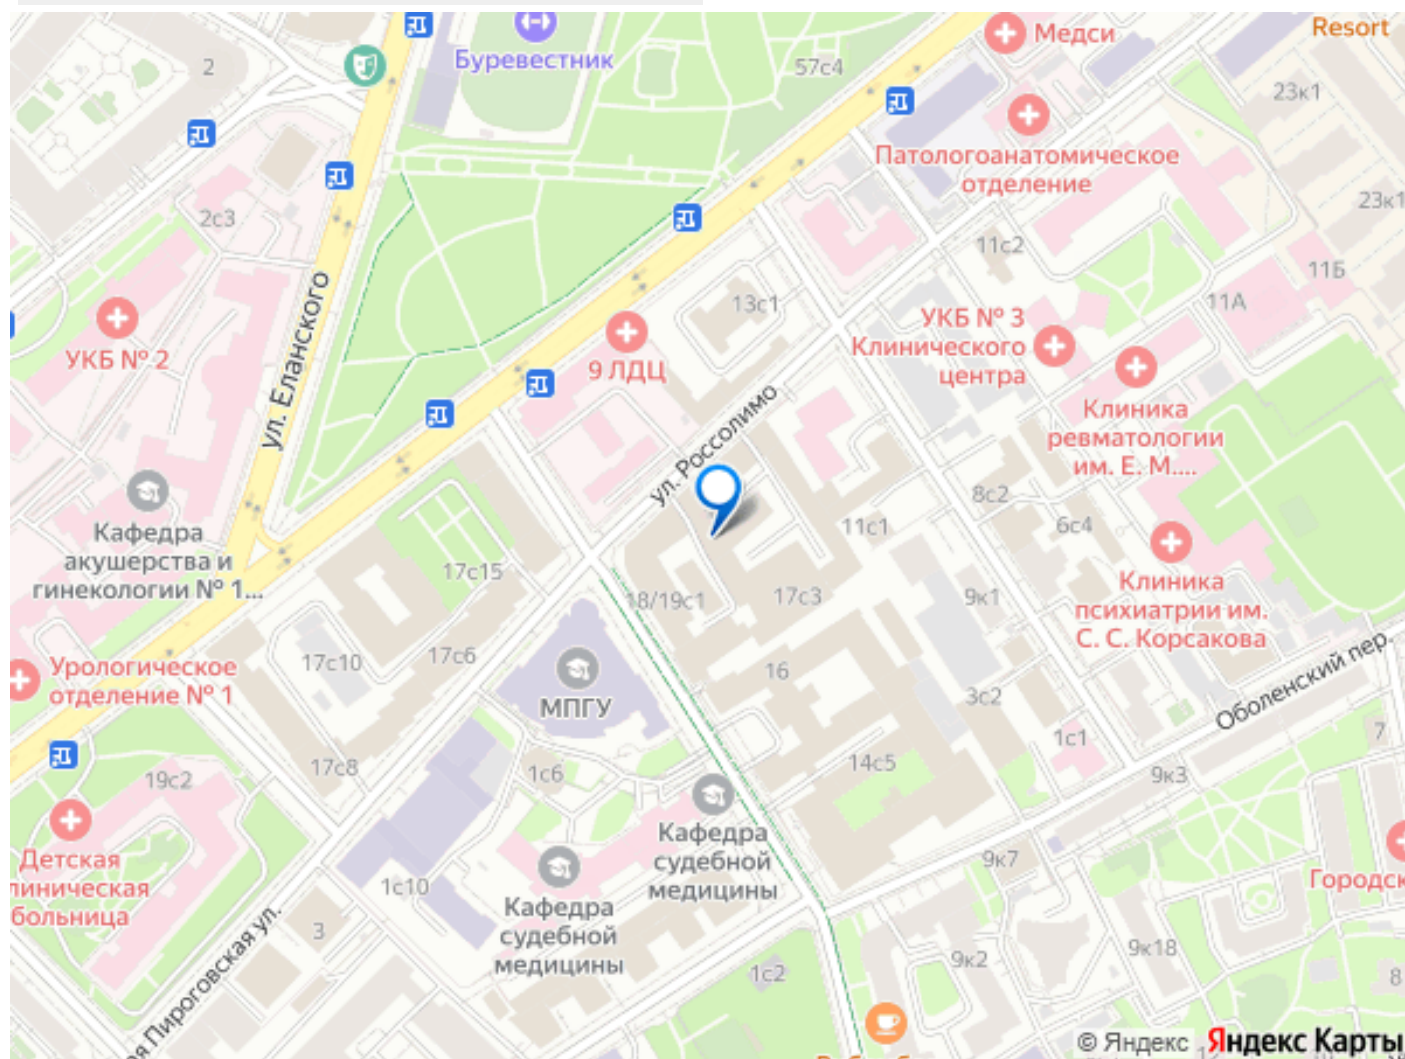 Resort
Медси
Буревестник
57с4
2
23к1
Патологоанатомическое
отделение
23к1
2с3
11с2
11Б
11А
13с1
ул. Еланского
УКБ № 2
9 ЛДЦ
УКБ № 3
Клинического
центра
Клиника
ревматологии
им. Е. М....
ул. Россолимо
8с2
6с4
11с1
Кафедра
акушерства и
гинекологии № 1...
17с15
18/19с1
17с3
9к1
Клиника
психиатрии им.
С. С. Корсакова
Урологическое
отделение № 1
17с10
17с6
16
МПГУ
3с2
Оболенский пер.
7
1с1
17с8
19с2
1с6
14с5
9к3
Детская
линическая
больница
Кафедра
судебной
медицины
9к7
Городск
1с10
Кафедра
судебной
медицины
3
ая Пироговская ул.
1с2
9к2
9к18
8
© Яндекс Яндекс Карты